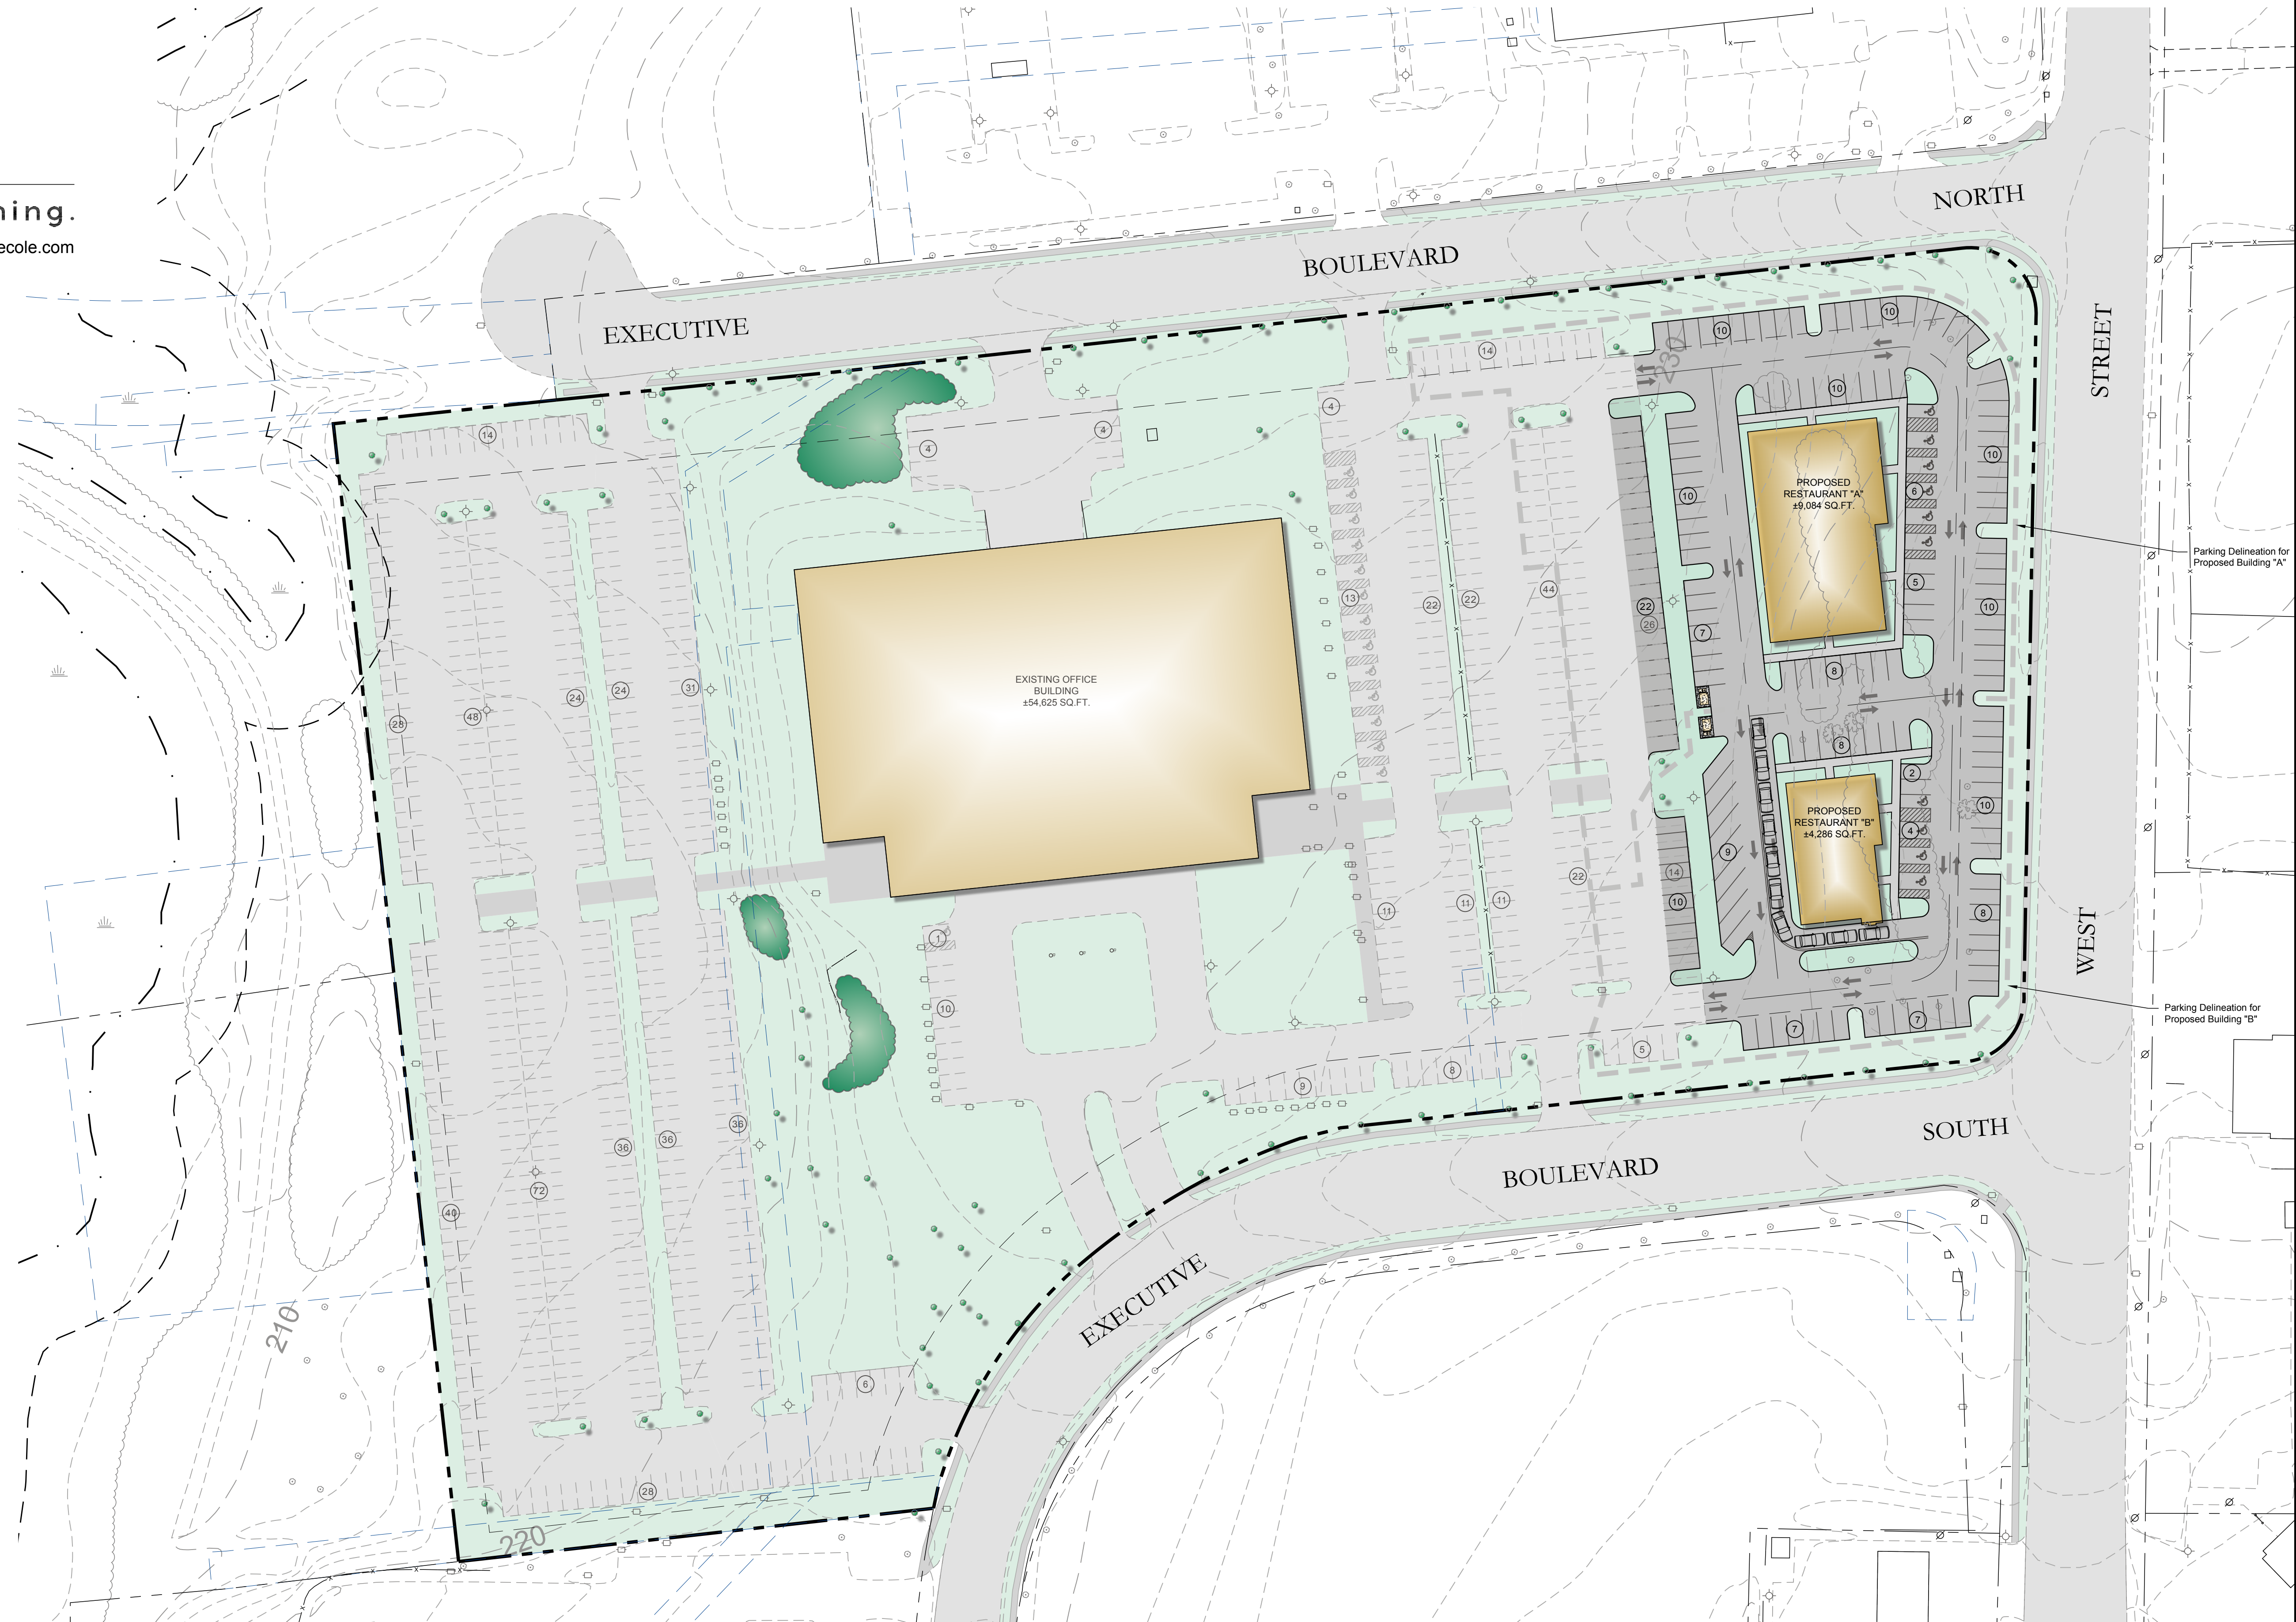 ning.
ecole.com
NORTH
BOULEVARD
EXECUTIVE
STREET
10
10
14
230
10
4
4
4
14
10
PROPOSED
RESTAURANT "A"
±9,084 SQ.FT.
6
10
Parking Delineation for
Proposed Building "A"
5
44
13
22
22
22
26
10
7
EXISTING OFFICE
BUILDING
±54,625 SQ.FT.
24
24
31
28
48
8
8
2
10
PROPOSED
RESTAURANT "B"
±4,286 SQ.FT.
4
9
22
14
10
11
11
11
8
WEST
1
10
Parking Delineation for
Proposed Building "B"
7
7
5
8
9
36
36
36
72
40
SOUTH
BOULEVARD
EXECUTIVE
210
6
28
220